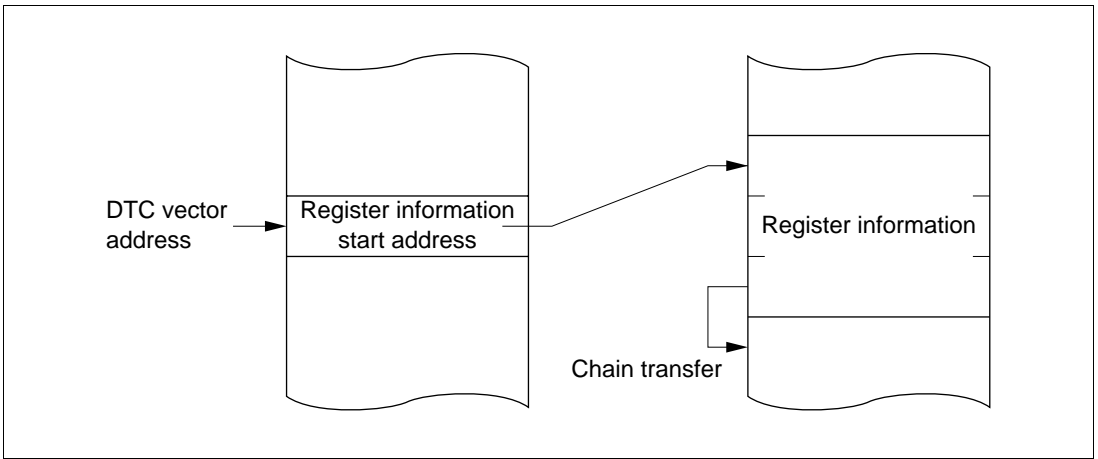 DTC vector
address
Register information
start address
Register information
Chain transfer